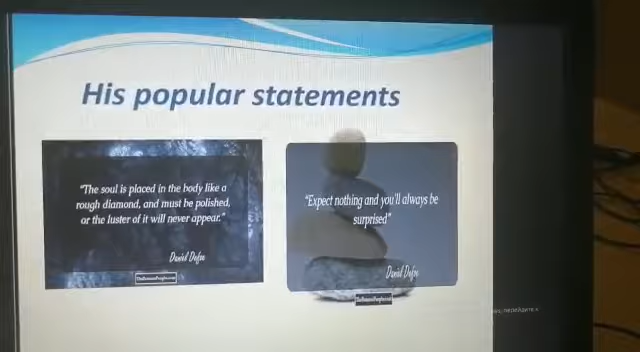 His popular statements
"The soul is placed in the body like a
rough diamond, and must be polished,
or the luster of it will never appear."
Daniel Defoe
"Expect nothing and you'll always be
surprised"
Daniel Defoe
перейдите к